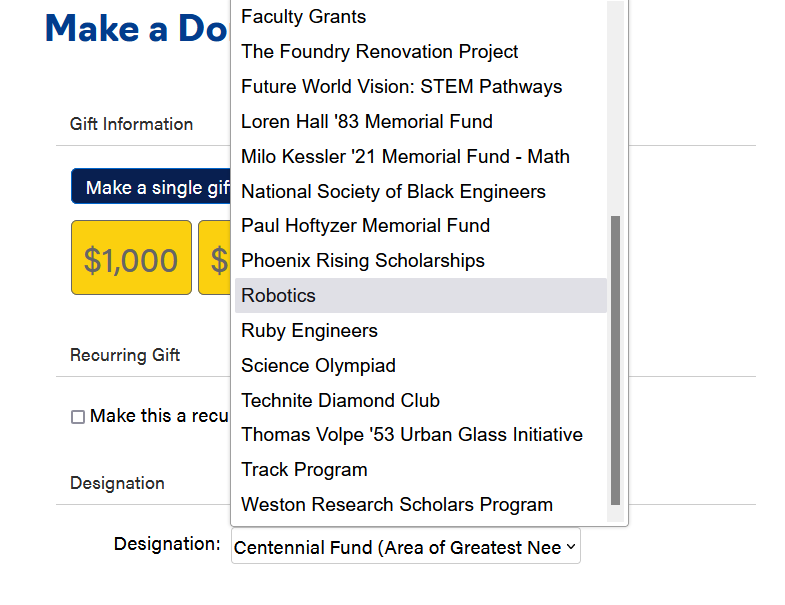 Make a Do
Faculty Grants
The Foundry Renovation Project
Future World Vision: STEM Pathways
Gift Information
Loren Hall '83 Memorial Fund
Milo Kessler '21 Memorial Fund - Math
Make a single gif
National Society of Black Engineers
Paul Hoftyzer Memorial Fund
$1,000
$
Phoenix Rising Scholarships
Robotics
Ruby Engineers
Recurring Gift
Science Olympiad
Technite Diamond Club
Make this a recu
Thomas Volpe '53 Urban Glass Initiative
Track Program
Designation
Weston Research Scholars Program
Designation:
Centennial Fund (Area of Greatest Nee